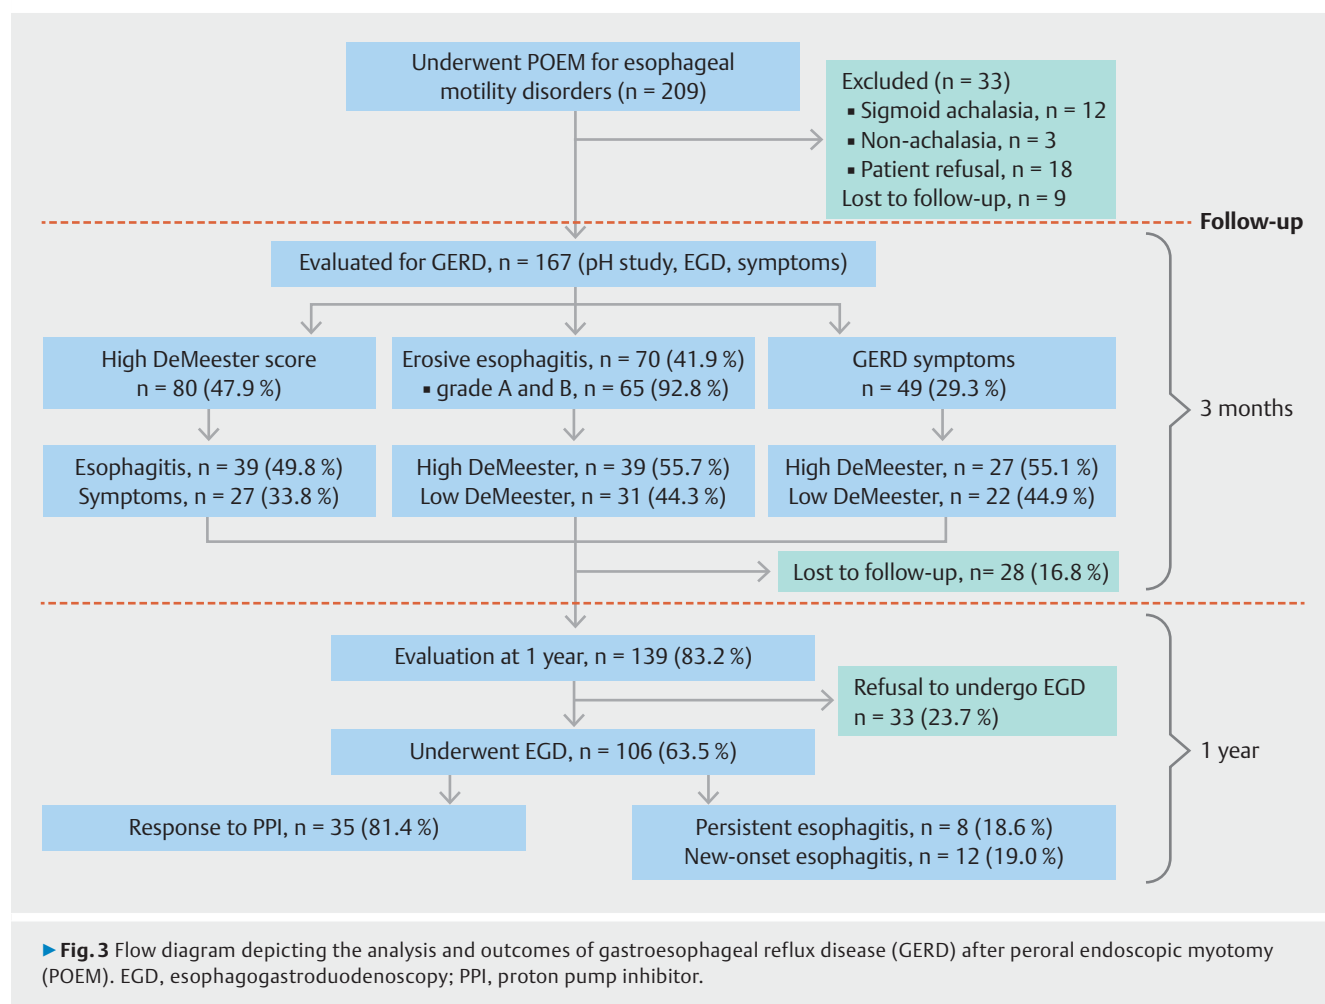 Underwent POEM for esophageal
motility disorders (n = 209)
Excluded (n = 33)
▪ Sigmoid achalasia, n = 12
▪ Non-achalasia, n = 3
▪ Patient refusal, n = 18
Lost to follow-up, n = 9
Follow-up
Evaluated for GERD, n = 167 (pH study, EGD, symptoms)
High DeMeester score
n = 80 (47.9 %)
Erosive esophagitis, n = 70 (41.9 %)
▪ grade A and B, n = 65 (92.8 %)
GERD symptoms
n = 49 (29.3 %)
3 months
Esophagitis, n = 39 (49.8 %)
Symptoms, n = 27 (33.8 %)
High DeMeester, n = 39 (55.7 %)
Low DeMeester, n = 31 (44.3 %)
High DeMeester, n = 27 (55.1 %)
Low DeMeester, n = 22 (44.9 %)
Lost to follow-up, n= 28 (16.8 %)
Evaluation at 1 year, n = 139 (83.2 %)
Refusal to undergo EGD
n = 33 (23.7 %)
Underwent EGD, n = 106 (63.5 %)
1 year
Response to PPI, n = 35 (81.4 %)
Persistent esophagitis, n = 8 (18.6 %)
New-onset esophagitis, n = 12 (19.0 %)
▶ Fig. 3 Flow diagram depicting the analysis and outcomes of gastroesophageal reflux disease (GERD) after peroral endoscopic myotomy
(POEM). EGD, esophagogastroduodenoscopy; PPI, proton pump inhibitor.